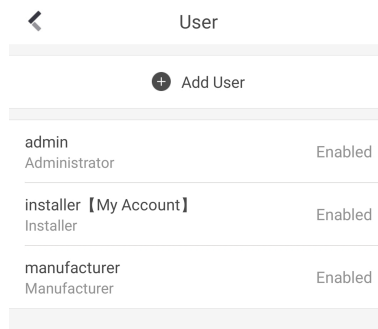 User
Add User
admin
Administrator
Enabled
installer【My Account】
Installer
Enabled
manufacturer
Manufacturer
Enabled